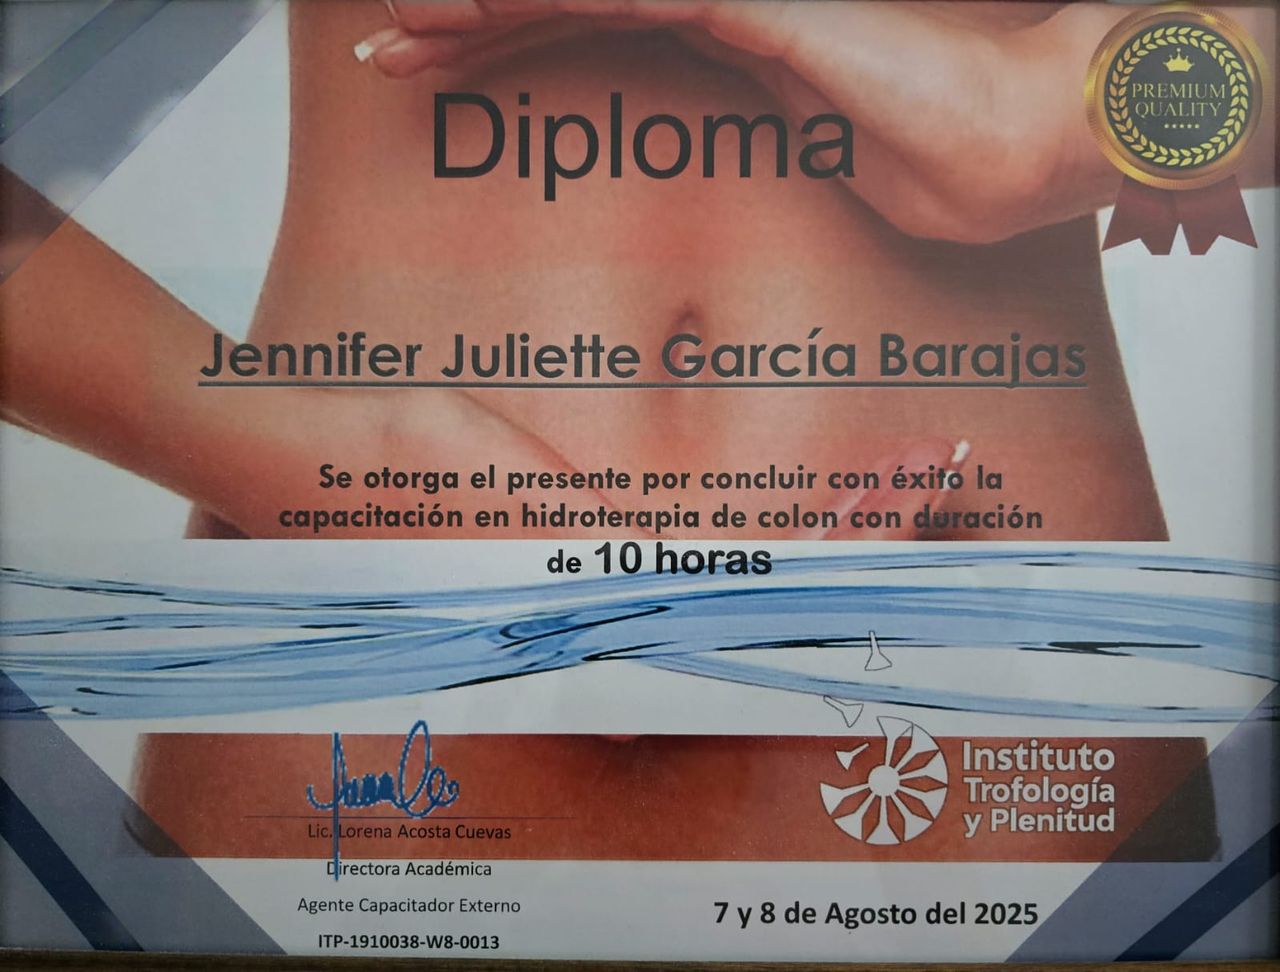 PREMIUM
QUALITY
Diploma
Jennifer Juliette García Barajas
Se otorga el presente por concluir con éxito la
capacitación en hidroterapia de colon con duración
de 10 horas
Lic. Lorena Acosta Cuevas
Directora Académica
Agente Capacitador Externo
ITP-1910038-W8-0013
Instituto
Trofología
y Plenitud
7 y 8 de Agosto del 2025